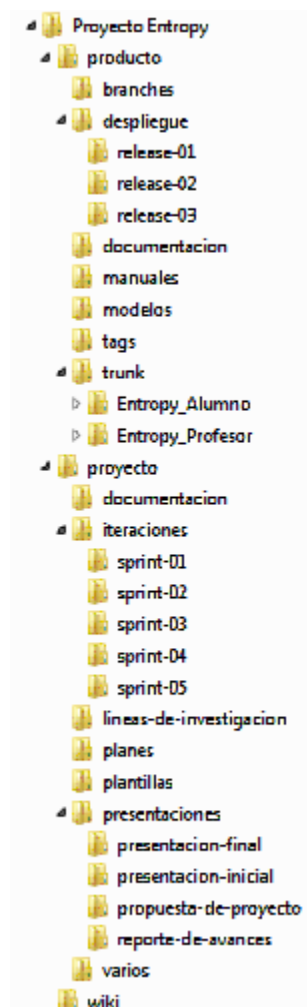 Proyecto Entropy
producto
branches
despliegue
release-01
release-02
release-03
documentacion
manuales
modelos
tags
trunk
Entropy_Alumno
Entropy_Profesor
proyecto
documentacion
iteraciones
sprint-01
sprint-02
sprint-03
sprint-04
sprint-05
lineas-de-investigacion
planes
plantillas
presentaciones
presentacion-final
presentacion-inicial
propuesta-de-proyecto
reporte-de-avances
varios
wiki